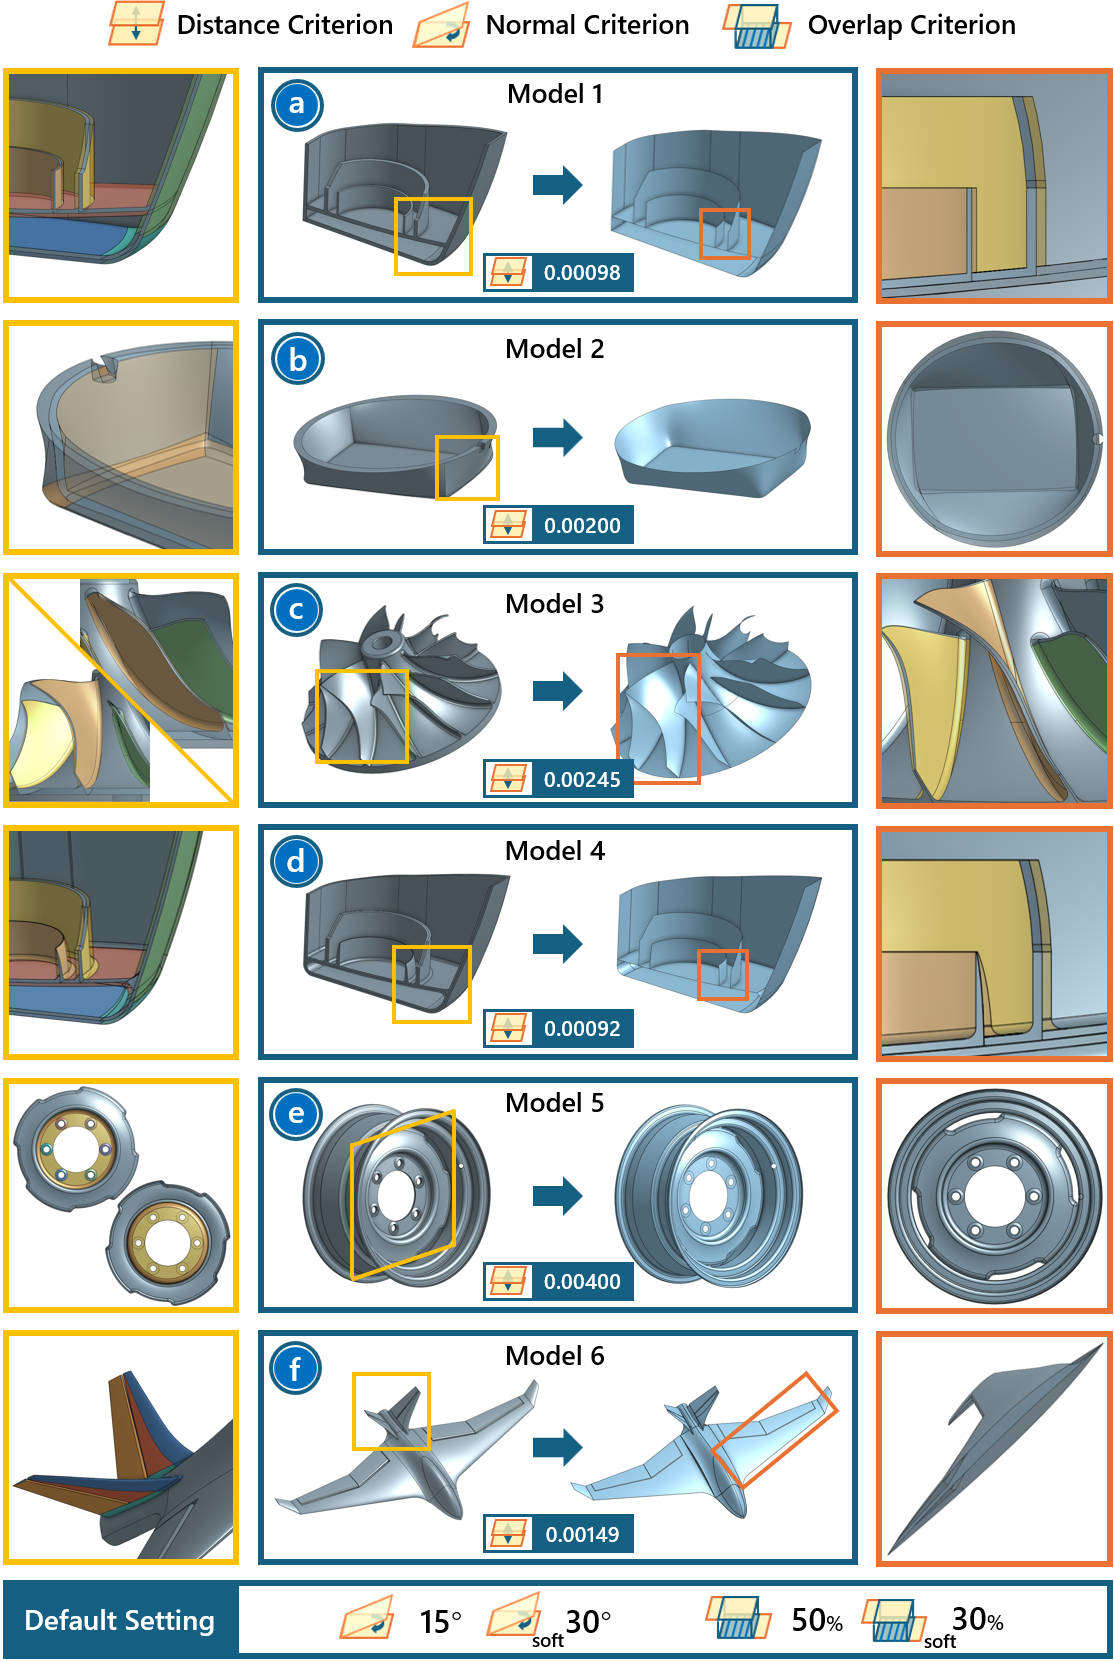 Distance Criterion Normal Criterion Overlap Criterion
a Model 1
0.00098
b Model 2
0.00200
c Model 3
0.00245
d Model 4
0.00092
e Model 5
0.00400
f Model 6
0.00149
Default Setting 15° soft 30° 50% soft 30%